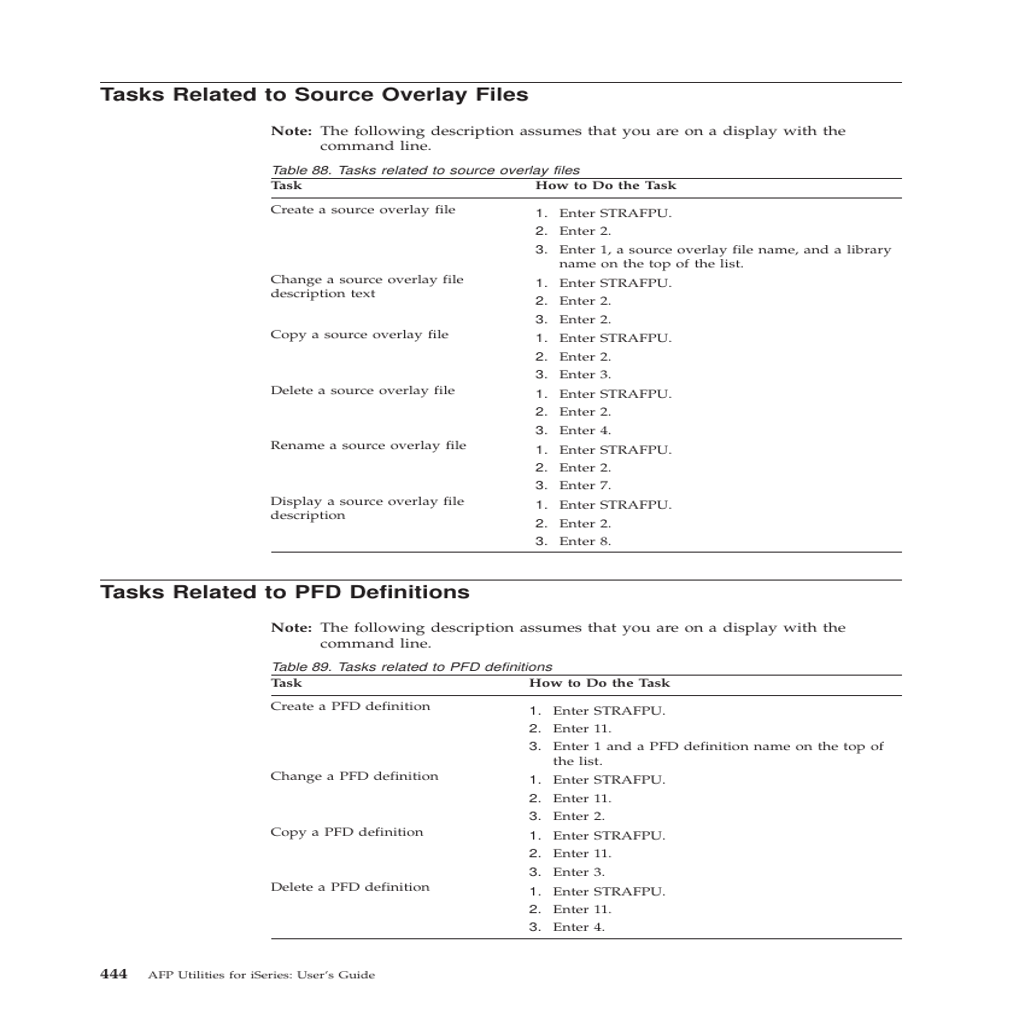 Tasks Related to Source Overlay Files
Note: The following description assumes that you are on a display with the
command line.
Table 88. Tasks related to source overlay files
Task How to Do the Task
Create a source overlay file 1. Enter STRAFPU.
2. Enter 2.
3. Enter 1, a source overlay file name, and a library
name on the top of the list.
Change a source overlay file 1. Enter STRAFPU.
description text 2. Enter 2.
3. Enter 2.
Copy a source overlay file 1. Enter STRAFPU.
2. Enter 2.
3. Enter 3.
Delete a source overlay file 1. Enter STRAFPU.
2. Enter 2.
3. Enter 4.
Rename a source overlay file 1. Enter STRAFPU.
2. Enter 2.
3. Enter 7.
Display a source overlay file 1. Enter STRAFPU.
description 2. Enter 2.
3. Enter 8.
Tasks Related to PFD Definitions
Note: The following description assumes that you are on a display with the
command line.
Table 89. Tasks related to PFD definitions
Task How to Do the Task
Create a PFD definition 1. Enter STRAFPU.
2. Enter 11.
3. Enter 1 and a PFD definition name on the top of
the list.
Change a PFD definition 1. Enter STRAFPU.
2. Enter 11.
3. Enter 2.
Copy a PFD definition 1. Enter STRAFPU.
2. Enter 11.
3. Enter 3.
Delete a PFD definition 1. Enter STRAFPU.
2. Enter 11.
3. Enter 4.
444 AFP Utilities for iSeries: User's Guide